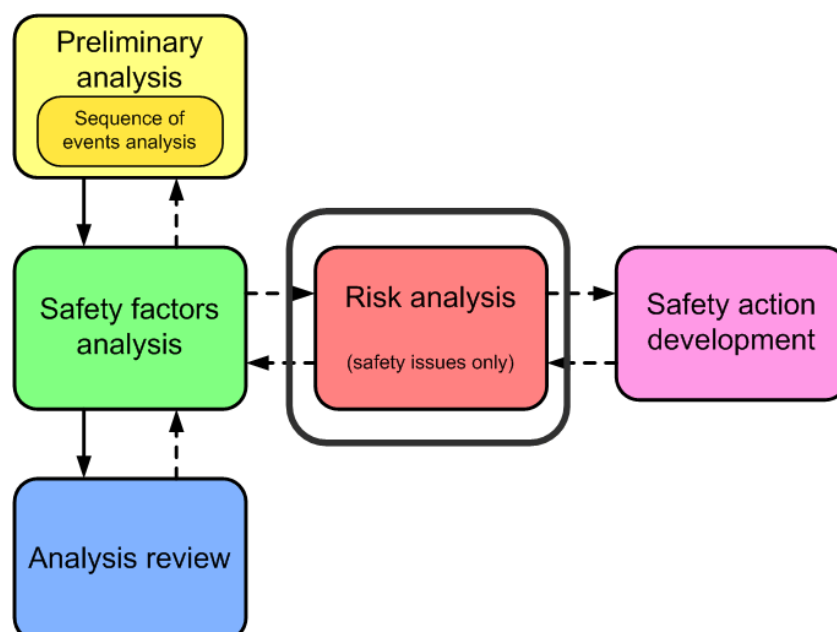 Preliminary
analysis
Sequence of
events analysis
Safety factors
analysis
Risk analysis
(safety issues only)
Safety action
development
Analysis review